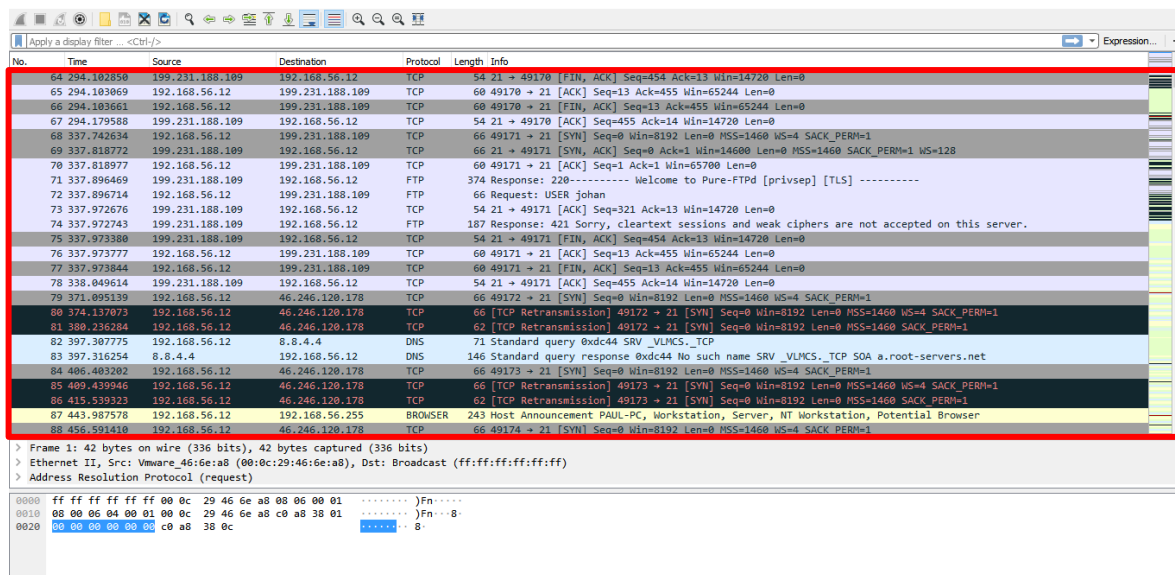 Apply a display filter ... <Ctrl-/> Expression...
No. Time Source Destination Protocol Length Info
64 294.102850 199.231.188.109 192.168.56.12 TCP 54 21 → 49170 [FIN, ACK] Seq=454 Ack=13 Win=14720 Len=0
65 294.103069 192.168.56.12 199.231.188.109 TCP 60 49170 → 21 [ACK] Seq=13 Ack=455 Win=65244 Len=0
66 294.103661 192.168.56.12 199.231.188.109 TCP 60 49170 → 21 [FIN, ACK] Seq=13 Ack=455 Win=65244 Len=0
67 294.179588 199.231.188.109 192.168.56.12 TCP 54 21 → 49170 [ACK] Seq=455 Ack=14 Win=14720 Len=0
68 337.742634 192.168.56.12 199.231.188.109 TCP 66 49171 → 21 [SYN] Seq=0 Win=8192 Len=0 MSS=1460 WS=4 SACK_PERM=1
69 337.818772 199.231.188.109 192.168.56.12 TCP 66 21 → 49171 [SYN, ACK] Seq=0 Ack=1 Win=14600 Len=0 MSS=1460 SACK_PERM=1 WS=128
70 337.818977 192.168.56.12 199.231.188.109 TCP 60 49171 → 21 [ACK] Seq=1 Ack=1 Win=65700 Len=0
71 337.896469 199.231.188.109 192.168.56.12 FTP 374 Response: 220---------- Welcome to Pure-FTPd [privsep] [TLS] ----------
72 337.896714 192.168.56.12 199.231.188.109 FTP 66 Request: USER johan
73 337.972676 199.231.188.109 192.168.56.12 TCP 54 21 → 49171 [ACK] Seq=321 Ack=13 Win=14720 Len=0
74 337.972743 199.231.188.109 192.168.56.12 FTP 187 Response: 421 Sorry, cleartext sessions and weak ciphers are not accepted on this server.
75 337.973380 199.231.188.109 192.168.56.12 TCP 54 21 → 49171 [FIN, ACK] Seq=454 Ack=13 Win=14720 Len=0
76 337.973777 192.168.56.12 199.231.188.109 TCP 60 49171 → 21 [ACK] Seq=13 Ack=455 Win=65244 Len=0
77 337.973844 192.168.56.12 199.231.188.109 TCP 60 49171 → 21 [FIN, ACK] Seq=13 Ack=455 Win=65244 Len=0
78 338.049614 199.231.188.109 192.168.56.12 TCP 54 21 → 49171 [ACK] Seq=455 Ack=14 Win=14720 Len=0
79 371.095139 192.168.56.12 46.246.120.178 TCP 66 49172 → 21 [SYN] Seq=0 Win=8192 Len=0 MSS=1460 WS=4 SACK_PERM=1
80 374.137073 192.168.56.12 46.246.120.178 TCP 66 [TCP Retransmission] 49172 → 21 [SYN] Seq=0 Win=8192 Len=0 MSS=1460 WS=4 SACK_PERM=1
81 380.236284 192.168.56.12 46.246.120.178 TCP 62 [TCP Retransmission] 49172 → 21 [SYN] Seq=0 Win=8192 Len=0 MSS=1460 SACK_PERM=1
82 397.307775 192.168.56.12 8.8.4.4 DNS 71 Standard query 0xdc44 SRV _VLMCS._TCP
83 397.316254 8.8.4.4 192.168.56.12 DNS 146 Standard query response 0xdc44 No such name SRV _VLMCS._TCP SOA a.root-servers.net
84 406.403202 192.168.56.12 46.246.120.178 TCP 66 49173 → 21 [SYN] Seq=0 Win=8192 Len=0 MSS=1460 WS=4 SACK_PERM=1
85 409.439946 192.168.56.12 46.246.120.178 TCP 66 [TCP Retransmission] 49173 → 21 [SYN] Seq=0 Win=8192 Len=0 MSS=1460 WS=4 SACK_PERM=1
86 415.539323 192.168.56.12 46.246.120.178 TCP 62 [TCP Retransmission] 49173 → 21 [SYN] Seq=0 Win=8192 Len=0 MSS=1460 SACK_PERM=1
87 443.987578 192.168.56.12 192.168.56.255 BROWSER 243 Host Announcement PAUL-PC, Workstation, Server, NT Workstation, Potential Browser
88 456.591410 192.168.56.12 46.246.120.178 TCP 66 49174 → 21 [SYN] Seq=0 Win=8192 Len=0 MSS=1460 WS=4 SACK_PERM=1
> Frame 1: 42 bytes on wire (336 bits), 42 bytes captured (336 bits)
> Ethernet II, Src: Vmware_46:6e:a8 (00:0c:29:46:6e:a8), Dst: Broadcast (ff:ff:ff:ff:ff:ff)
> Address Resolution Protocol (request)
0000 ff ff ff ff ff ff 00 0c 29 46 6e a8 08 06 00 01 ········ )Fn·····
0010 08 00 06 04 00 01 00 0c 29 46 6e a8 c0 a8 38 01 ········ )Fn···8·
0020 00 00 00 00 00 00 c0 a8 38 0c ········ 8·